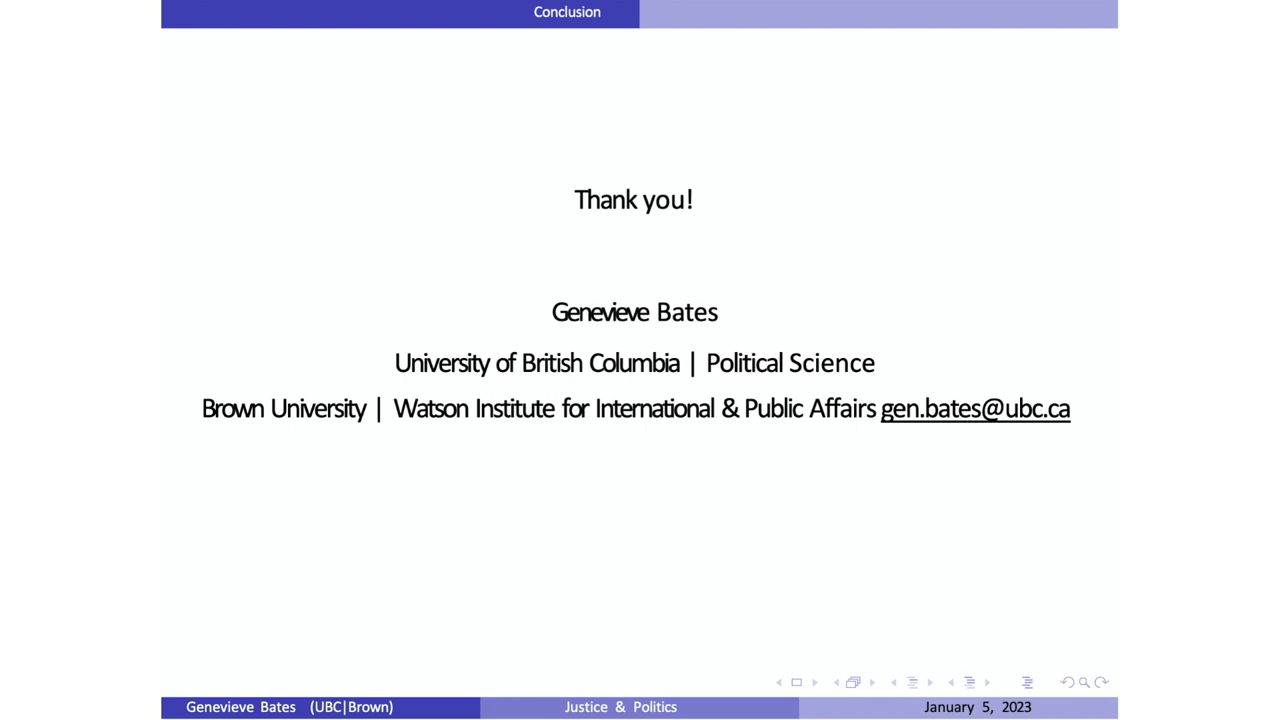 Conclusion
Thank you!
Genevieve Bates
University of British Columbia | Political Science
Brown University | Watson Institute for International & Public Affairs gen.bates@ubc.ca
Genevieve Bates (UBC|Brown)
Justice & Politics
January 5, 2023